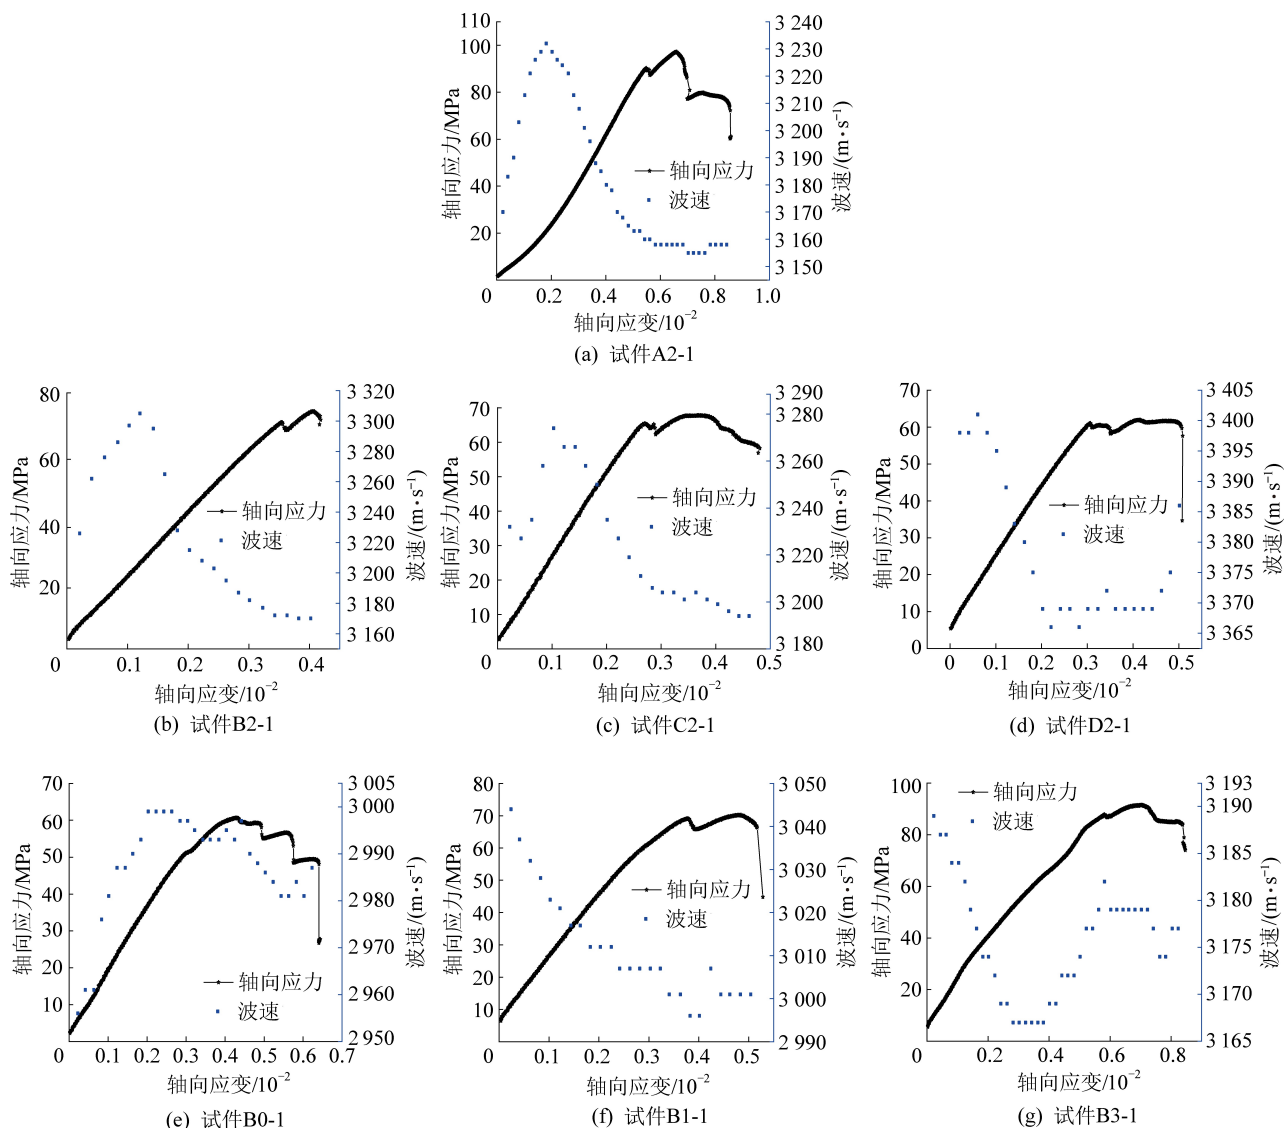 110
100
80
60
40
20
轴向应力/MPa
3 240
3 230
3 220
3 210
3 200
3 190
3 180
3 170
3 160
3 150
波速/(m·s⁻¹)
轴向应力
波速
0 0.2 0.4 0.6 0.8 1.0
轴向应变/10⁻²
(a) 试件A2-1
80
60
40
20
轴向应力/MPa
3 320
3 300
3 280
3 260
3 240
3 220
3 200
3 180
3 160
波速/(m·s⁻¹)
轴向应力
波速
0 0.1 0.2 0.3 0.4
轴向应变/10⁻²
(b) 试件B2-1
70
60
50
40
30
20
10
0
轴向应力/MPa
3 290
3 280
3 260
3 240
3 220
3 200
3 180
波速/(m·s⁻¹)
轴向应力
波速
0 0.1 0.2 0.3 0.4 0.5
轴向应变/10⁻²
(c) 试件C2-1
70
60
50
40
30
20
10
0
轴向应力/MPa
3 405
3 400
3 395
3 390
3 385
3 380
3 375
3 370
3 365
波速/(m·s⁻¹)
轴向应力
波速
0 0.1 0.2 0.3 0.4 0.5
轴向应变/10⁻²
(d) 试件D2-1
70
60
50
40
30
20
10
轴向应力/MPa
3 005
3 000
2 990
2 980
2 970
2 960
2 950
波速/(m·s⁻¹)
轴向应力
波速
0 0.1 0.2 0.3 0.4 0.5 0.6 0.7
轴向应变/10⁻²
(e) 试件B0-1
80
70
60
50
40
30
20
10
轴向应力/MPa
3 050
3 040
3 030
3 020
3 010
3 000
2 990
波速/(m·s⁻¹)
轴向应力
波速
0 0.1 0.2 0.3 0.4 0.5
轴向应变/10⁻²
(f) 试件B1-1
100
80
60
40
20
轴向应力/MPa
3 193
3 190
3 185
3 180
3 175
3 170
3 165
波速/(m·s⁻¹)
轴向应力
波速
0 0.2 0.4 0.6 0.8
轴向应变/10⁻²
(g) 试件B3-1